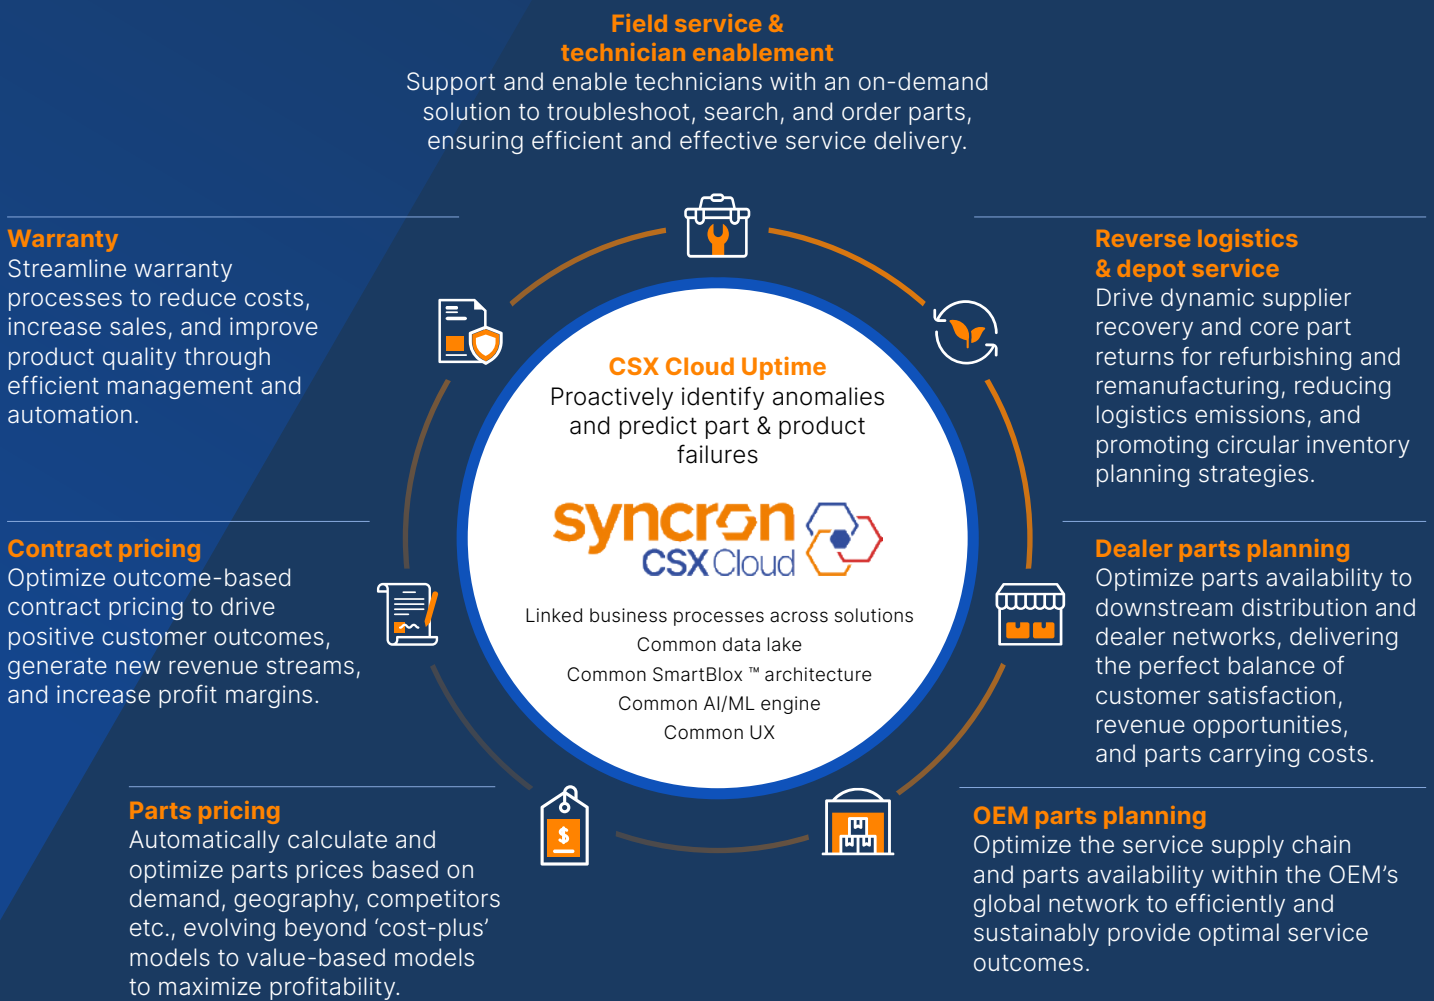 Field service &
technician enablement
Support and enable technicians with an on-demand
solution to troubleshoot, search, and order parts,
ensuring efficient and effective service delivery.
Warranty
Streamline warranty
processes to reduce costs,
increase sales, and improve
product quality through
efficient management and
automation.
Reverse logistics
& depot service
Drive dynamic supplier
recovery and core part
returns for refurbishing and
remanufacturing, reducing
logistics emissions, and
promoting circular inventory
planning strategies.
CSX Cloud Uptime
Proactively identify anomalies
and predict part & product
failures
syncron
CSX Cloud
Linked business processes across solutions
Common data lake
Common SmartBlox ™ architecture
Common AI/ML engine
Common UX
Contract pricing
Optimize outcome-based
contract pricing to drive
positive customer outcomes,
generate new revenue streams,
and increase profit margins.
Dealer parts planning
Optimize parts availability to
downstream distribution and
dealer networks, delivering
the perfect balance of
customer satisfaction,
revenue opportunities,
and parts carrying costs.
Parts pricing
Automatically calculate and
optimize parts prices based on
demand, geography, competitors
etc., evolving beyond ‘cost-plus’
models to value-based models
to maximize profitability.
$
OEM parts planning
Optimize the service supply chain
and parts availability within the OEM’s
global network to efficiently and
sustainably provide optimal service
outcomes.